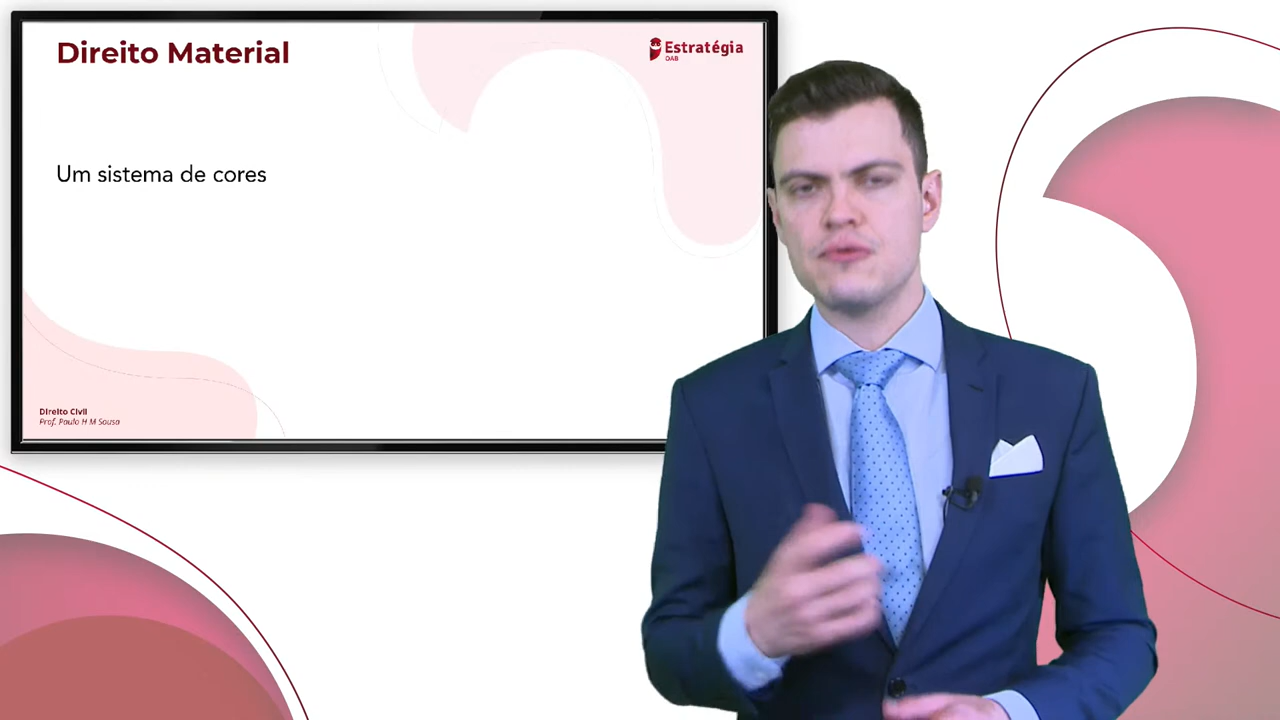 Direito Material
Estratégia
OAB
Um sistema de cores
Direito Civil
Prof. Paulo H M Sousa